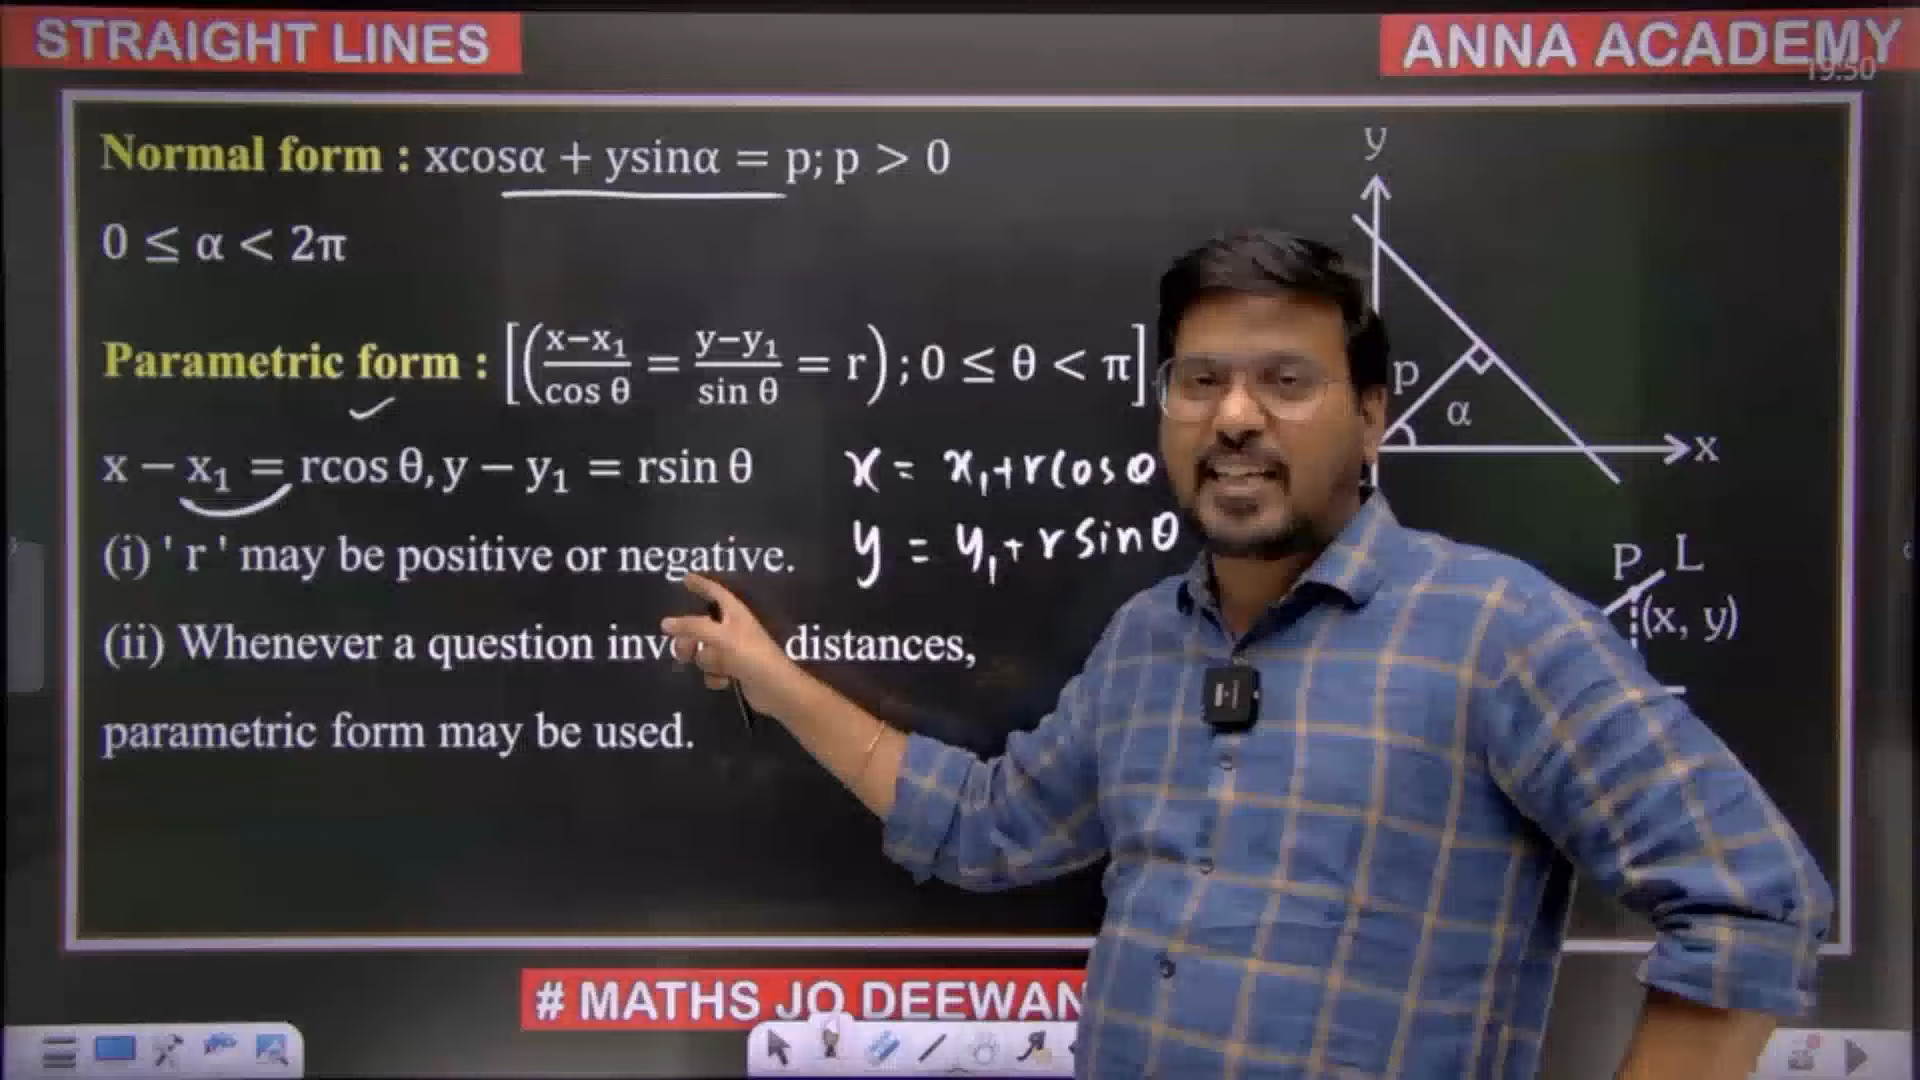 STRAIGHT LINES
ANNA ACADEMY
19:50
Normal form : xcosα + ysinα = p; p > 0
0 ≤ α < 2π
Parametric form : [((x−x₁)/(cos θ) = (y−y₁)/(sin θ) = r) ; 0 ≤ θ < π]
x − x₁ = rcos θ, y − y₁ = rsin θ
x = x₁+rcosθ
(i) ' r ' may be positive or negative.
y = y₁+ r sinθ
(ii) Whenever a question distances,
parametric form may be used.
y
p
α
x
P L
(x, y)
# MATHS JO DEEWAN